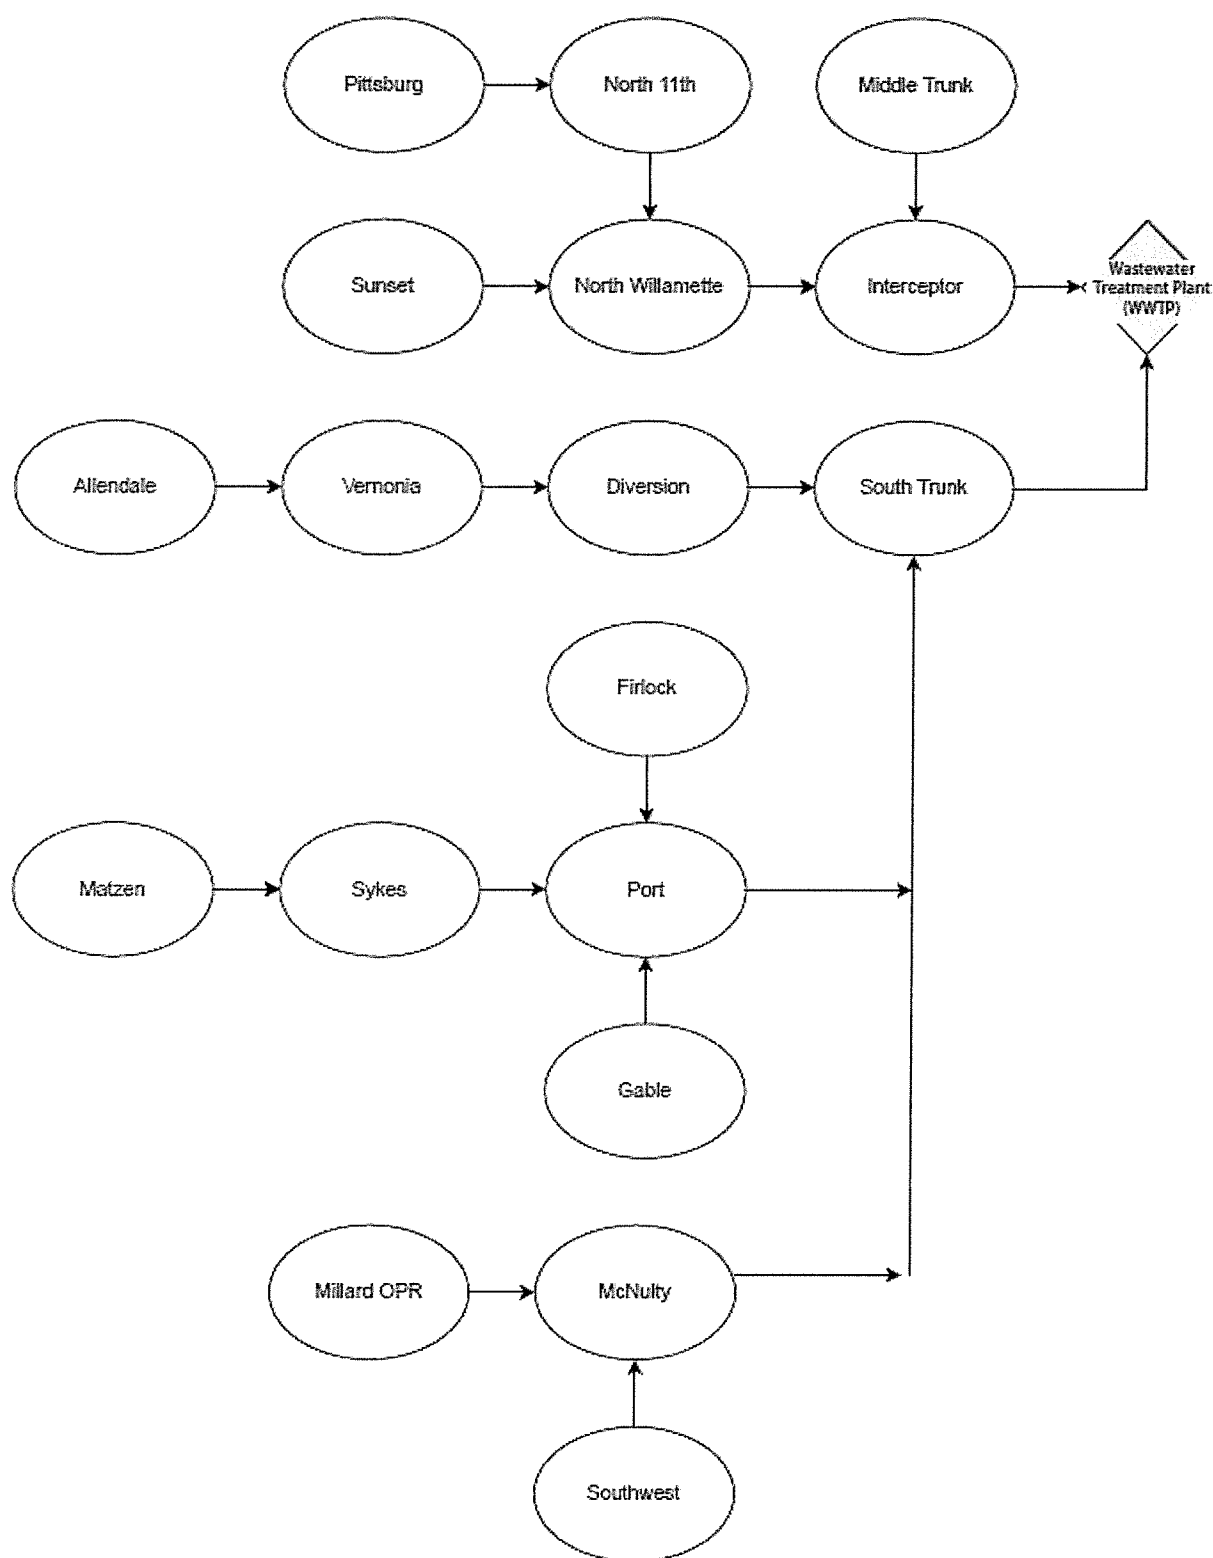 Pittsburg
North 11th
Middle Trunk
Sunset
North Willamette
Interceptor
Wastewater
Treatment Plant
(WWTP)
Allendale
Vernonia
Diversion
South Trunk
Firlock
Matzen
Sykes
Port
Gable
Millard OPR
McNulty
Southwest